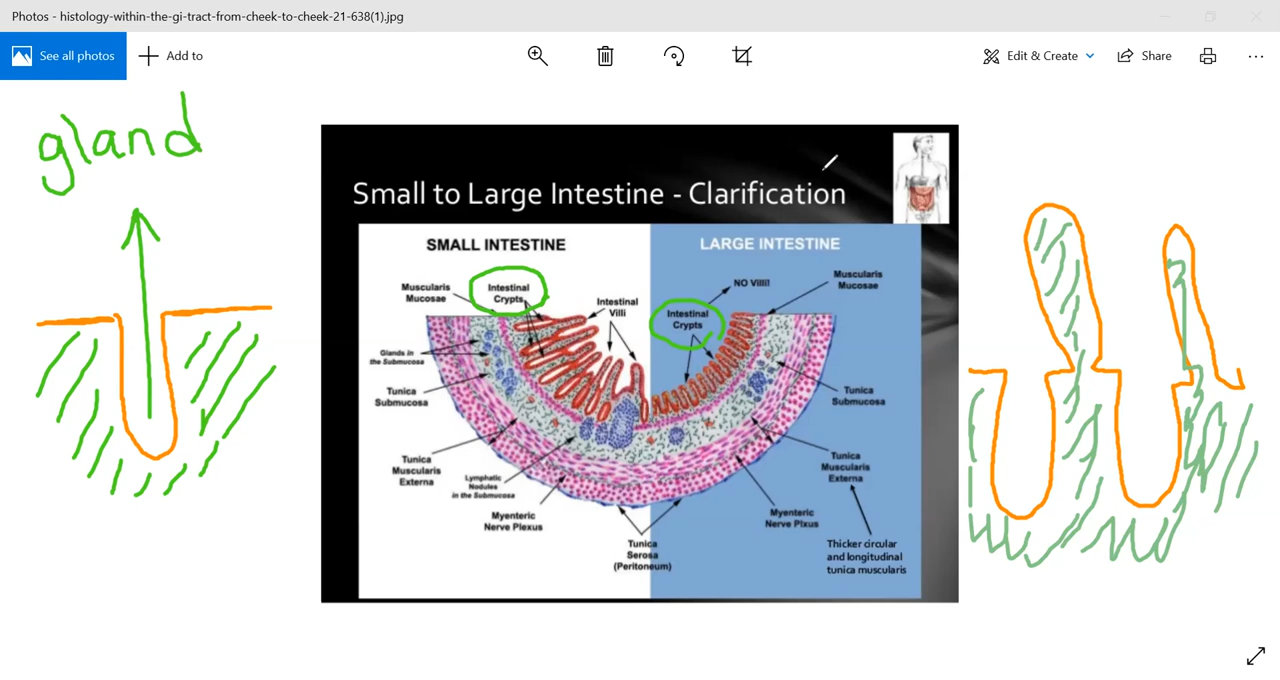 Photos - histology-within-the-gi-tract-from-cheek-to-cheek-21-638(1).jpg
See all photos
Add to
Edit & Create
Share
gland
Small to Large Intestine - Clarification
SMALL INTESTINE
LARGE INTESTINE
Muscularis
Mucosae
Intestinal
Crypts
Intestinal
Villi
Glands in
the Submucosa
Tunica
Submucosa
Tunica
Muscularis
Externa
Lymphatic
Nodules
in the Submucosa
Myenteric
Nerve Plexus
Tunica
Serosa
(Peritoneum)
NO Villi!
Intestinal
Crypts
Muscularis
Mucosae
Tunica
Submucosa
Tunica
Muscularis
Externa
Myenteric
Nerve Plxus
Thicker circular
and longitudinal
tunica muscularis